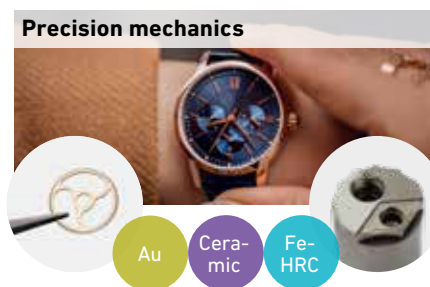 Precision mechanics
Au
Cera-
mic
Fe-
HRC